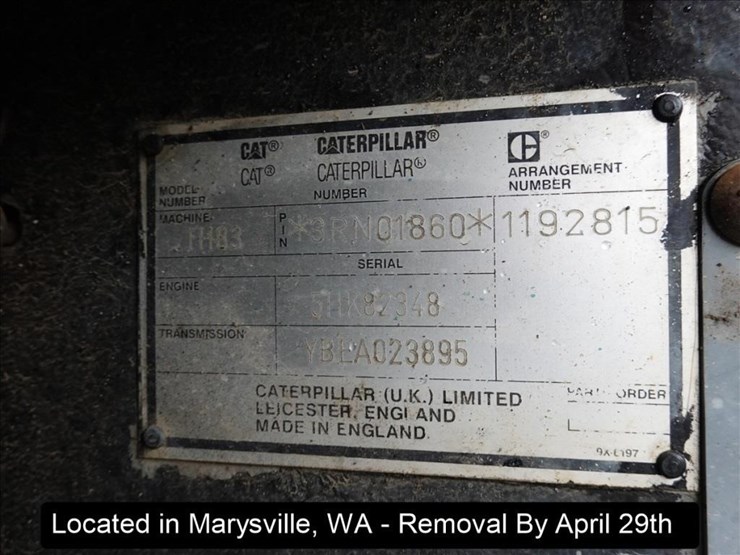 CAT® CATERPILLAR®
CAT® CATERPILLAR®
MODEL NUMBER NUMBER ARRANGEMENT NUMBER
MACHINE PIN *3RN01860* 1192815
SERIAL
ENGINE
TRANSMISSION YBLA023895
CATERPILLAR (U.K.) LIMITED
LEICESTER, ENGLAND
MADE IN ENGLAND
ORDER
Located in Marysville, WA - Removal By April 29th